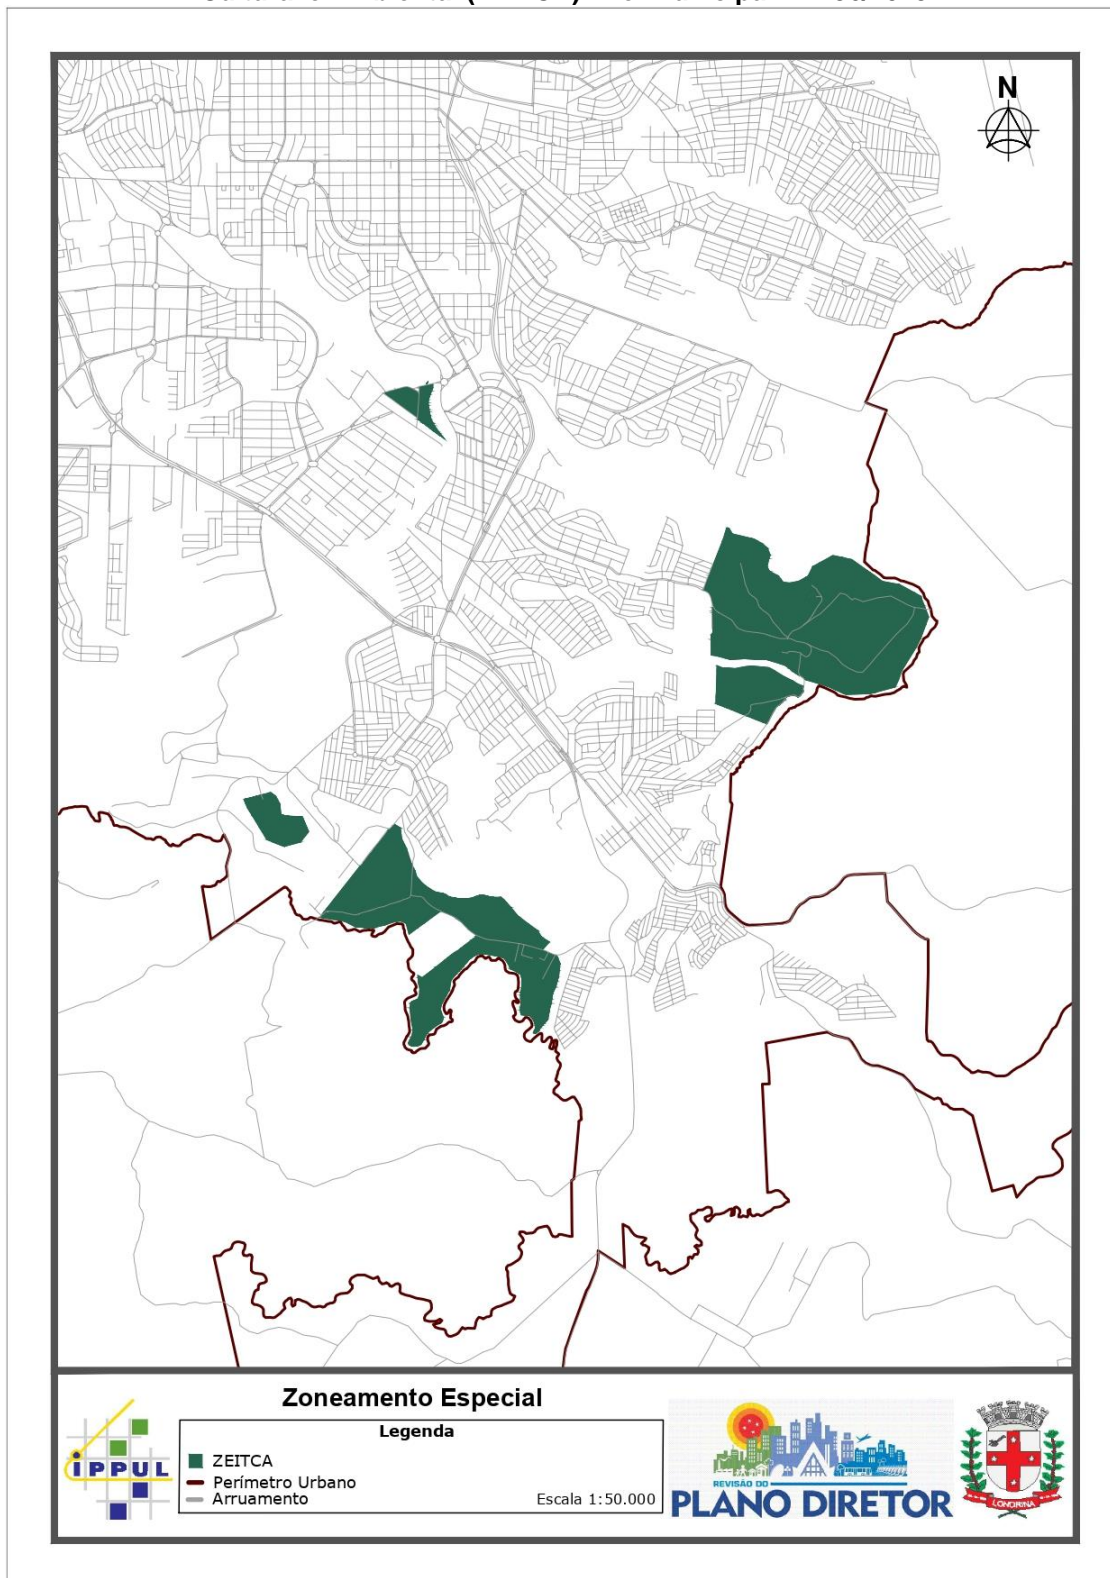 N
Zoneamento Especial
Legenda
ZEITCA
Perímetro Urbano
Arruamento
Escala 1:50.000
IPPUL
REVISÃO DO
PLANO DIRETOR
LONDRINA